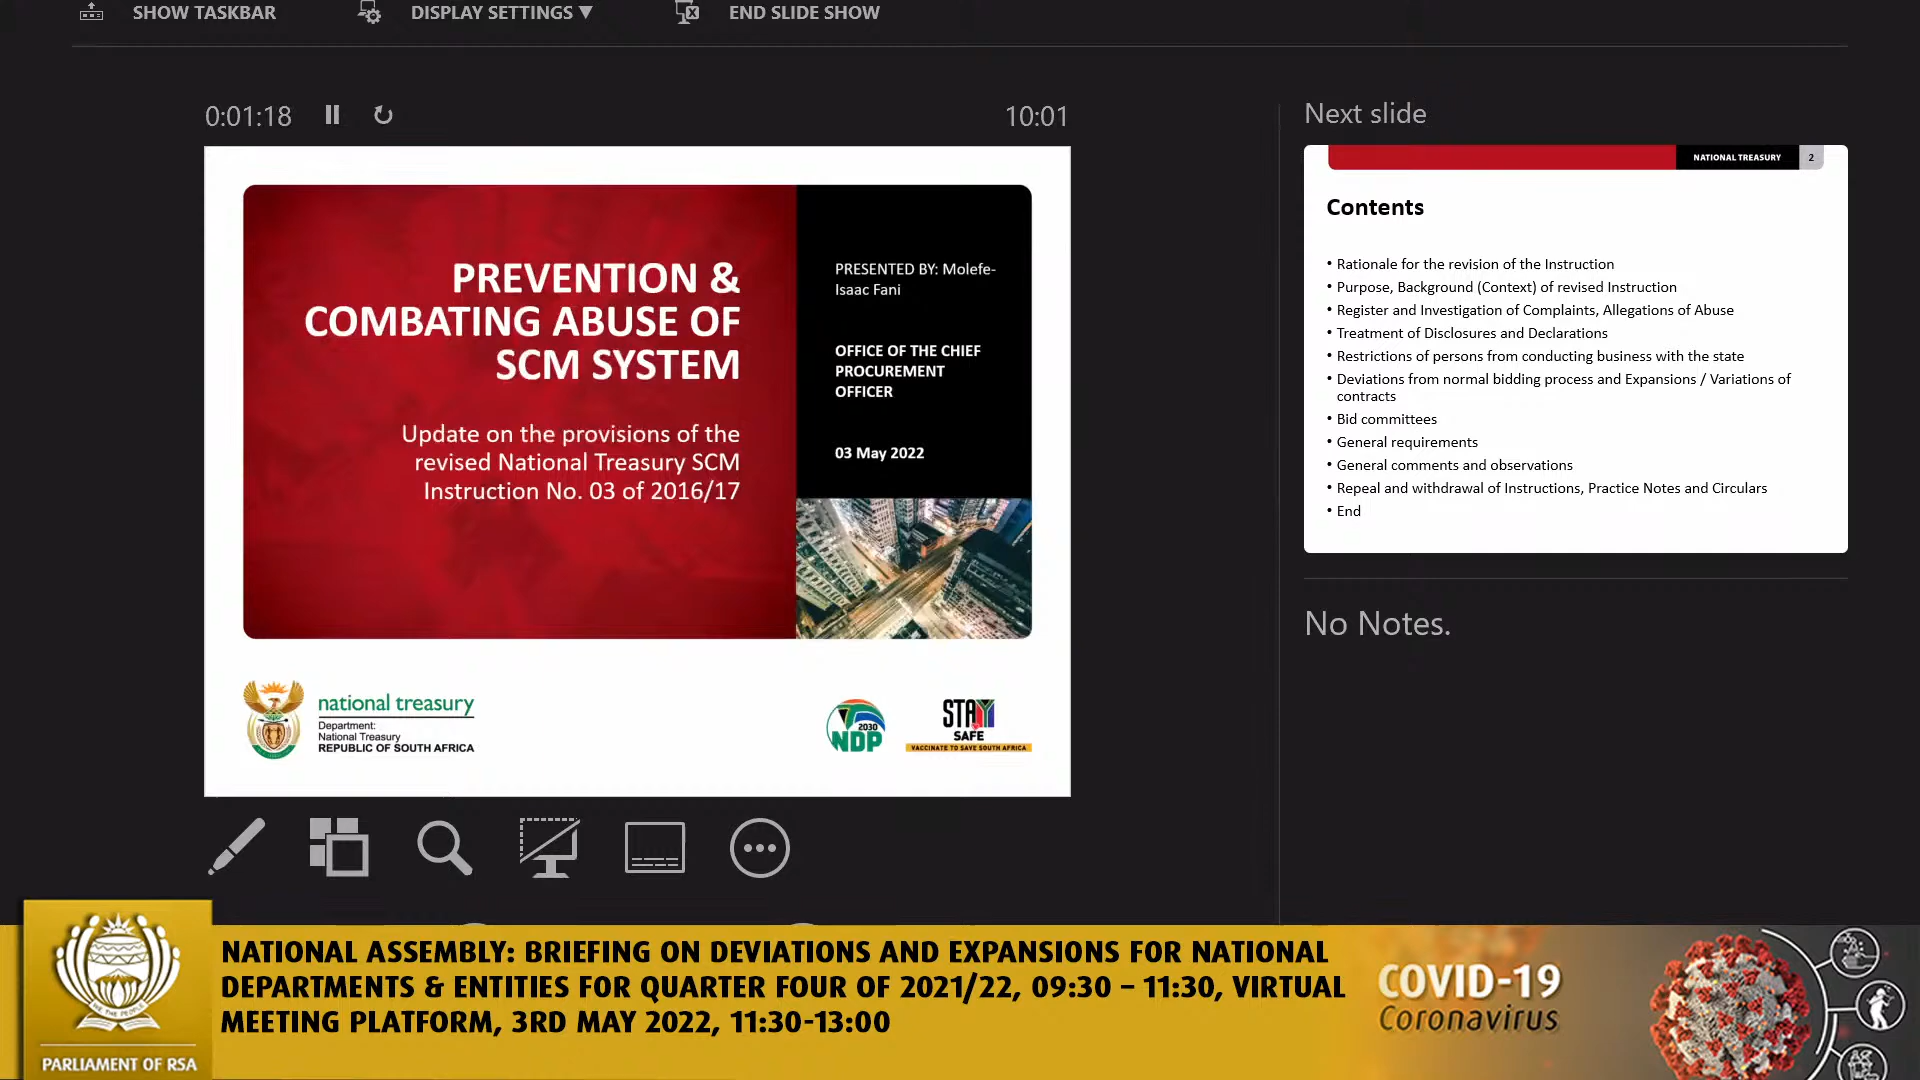 SHOW TASKBAR
DISPLAY SETTINGS ▼
END SLIDE SHOW
0:01:18
10:01
PREVENTION &
COMBATING ABUSE OF
SCM SYSTEM
Update on the provisions of the
revised National Treasury SCM
Instruction No. 03 of 2016/17
PRESENTED BY: Molefe-
Isaac Fani
OFFICE OF THE CHIEF
PROCUREMENT
OFFICER
03 May 2022
national treasury
Department:
National Treasury
REPUBLIC OF SOUTH AFRICA
2030
NDP
STAY
SAFE
VACCINATE TO SAVE SOUTH AFRICA
Next slide
NATIONAL TREASURY
2
Contents
• Rationale for the revision of the Instruction
• Purpose, Background (Context) of revised Instruction
• Register and Investigation of Complaints, Allegations of Abuse
• Treatment of Disclosures and Declarations
• Restrictions of persons from conducting business with the state
• Deviations from normal bidding process and Expansions / Variations of
contracts
• Bid committees
• General requirements
• General comments and observations
• Repeal and withdrawal of Instructions, Practice Notes and Circulars
• End
No Notes.
PARLIAMENT OF RSA
NATIONAL ASSEMBLY: BRIEFING ON DEVIATIONS AND EXPANSIONS FOR NATIONAL
DEPARTMENTS & ENTITIES FOR QUARTER FOUR OF 2021/22, 09:30 – 11:30, VIRTUAL
MEETING PLATFORM, 3RD MAY 2022, 11:30-13:00
COVID-19
Coronavirus